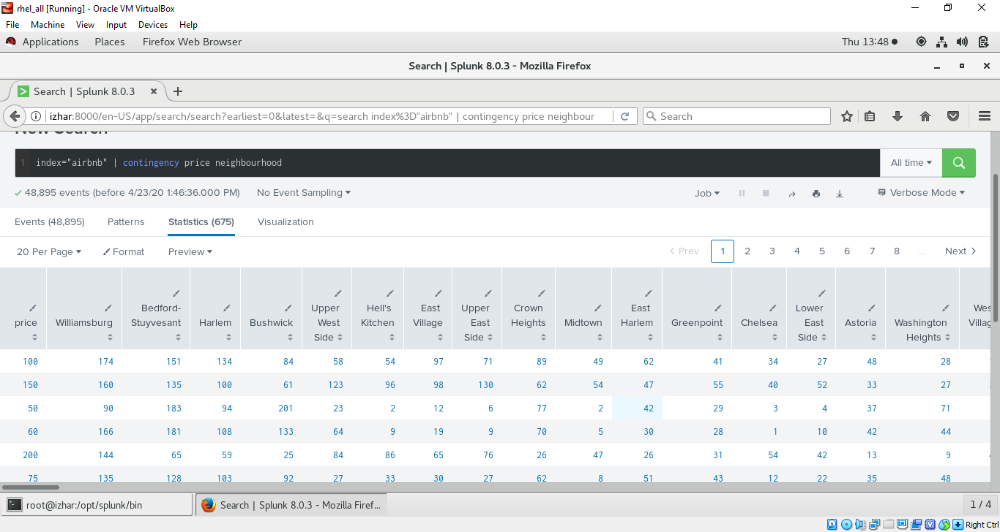 rhel_all [Running] - Oracle VM VirtualBox
File Machine View Input Devices Help
Applications Places Firefox Web Browser Thu 13:48
Search | Splunk 8.0.3 - Mozilla Firefox
Search | Splunk 8.0.3
izhar:8000/en-US/app/search/search?earliest=0&latest=&q=search index%3D"airbnb" | contingency price neighbour Search
New Search
1 index="airbnb" | contingency price neighbourhood All time
48,895 events (before 4/23/20 1:46:36.000 PM) No Event Sampling Job Verbose Mode
Events (48,895) Patterns Statistics (675) Visualization
20 Per Page Format Preview < Prev 1 2 3 4 5 6 7 8 ... Next >
Bedford- Upper Hell's East Upper Crown East Lower Wes
price Williamsburg Stuyvesant Harlem Bushwick West Kitchen Village East Heights Midtown Harlem Greenpoint Chelsea East Astoria Washington Villag
Side Side Side Heights
100 174 151 134 84 58 54 97 71 89 49 62 41 34 27 48 28
150 160 135 100 61 123 96 98 130 62 54 47 55 40 52 33 27
50 90 183 94 201 23 2 12 6 77 2 42 29 3 4 37 71
60 166 181 108 133 64 9 19 9 70 5 30 28 1 10 42 44
200 144 65 59 25 84 86 65 76 26 47 26 31 54 42 13 9
75 135 128 103 92 27 33 30 27 62 8 51 43 12 22 35 48
root@izhar:/opt/splunk/bin Search | Splunk 8.0.3 - Mozilla Firef... 1 / 4
Right Ctrl